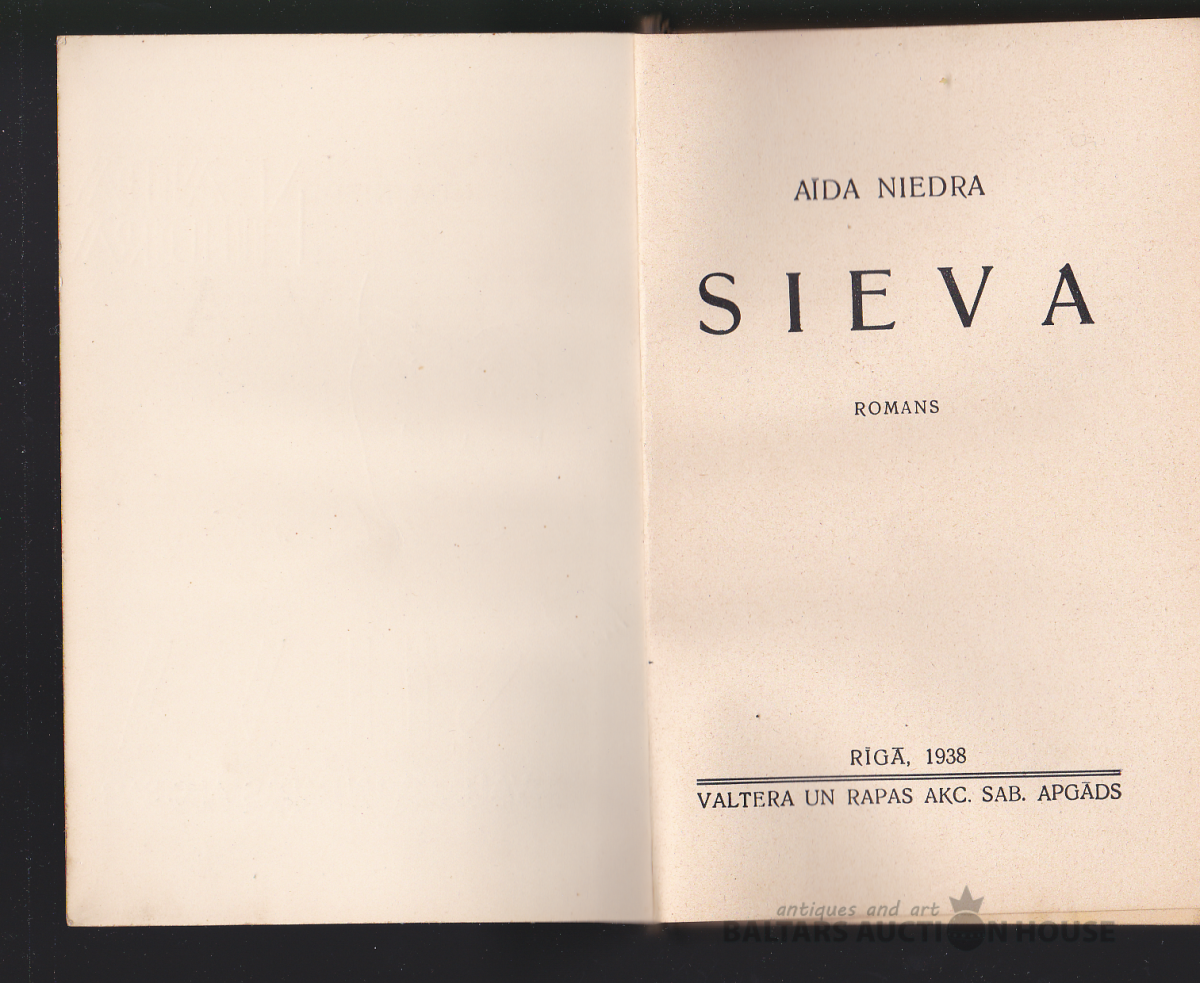 AĪDA NIEDRA
SIEVA
ROMANS
RĪGĀ, 1938
VALTERA UN RAPAS AKC. SAB. APGĀDS
antiques and art
BALTARS AUCTION HOUSE